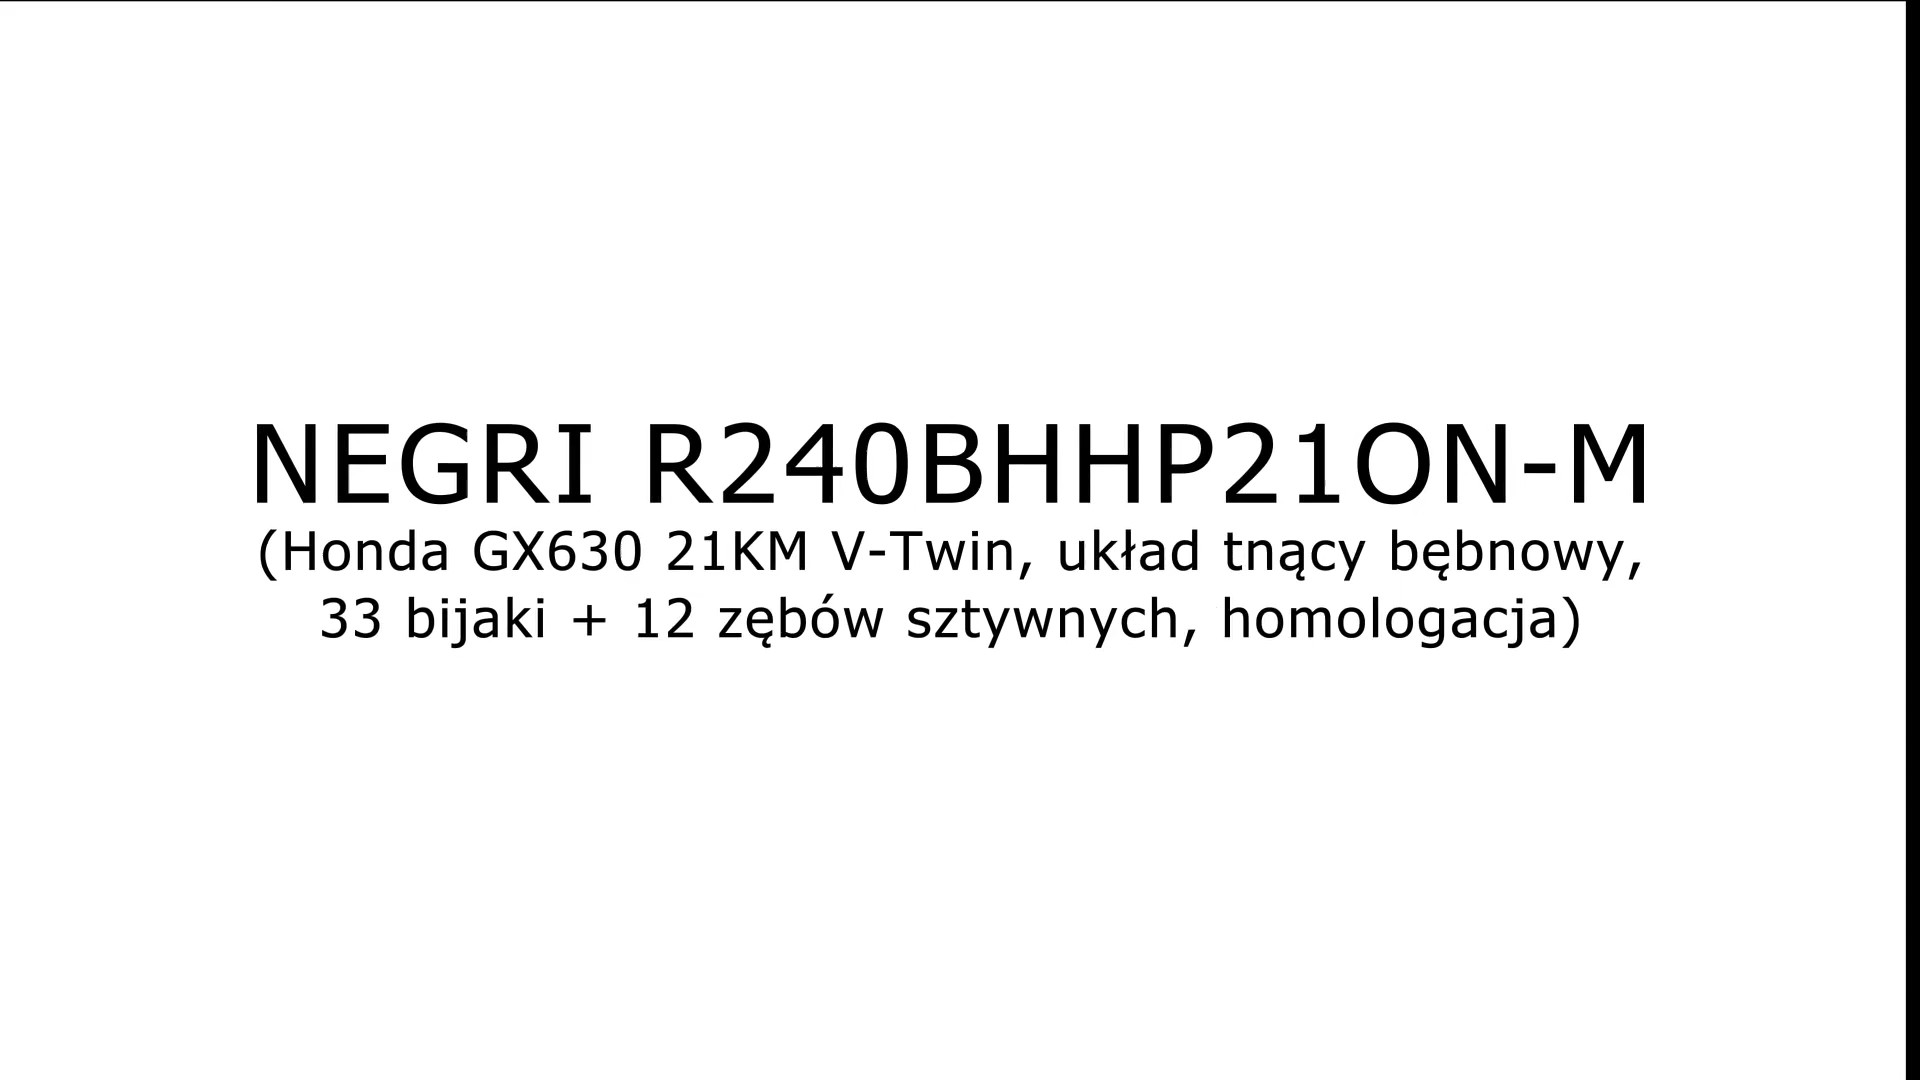 NEGRI R240BHHP21ON-M
(Honda GX630 21KM V-Twin, układ tnący bębnowy,
33 bijaki + 12 zębów sztywnych, homologacja)